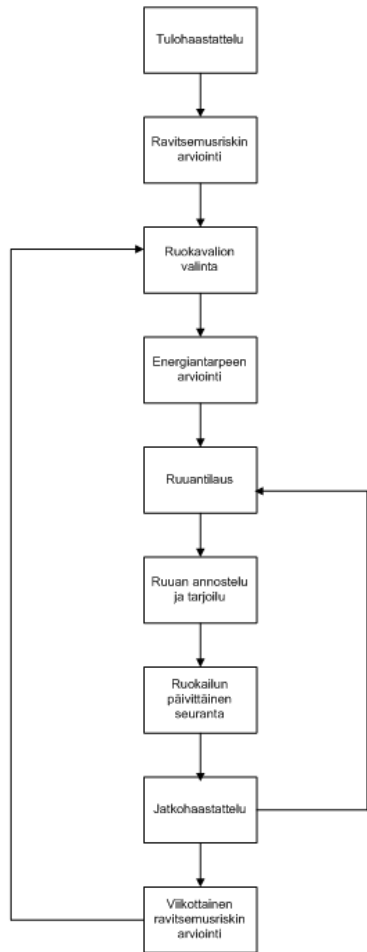 Tulohaastattelu
Ravitsemusriskin
arviointi
Ruokavalion
valinta
Energiantarpeen
arviointi
Ruuantilaus
Ruuan annostelu
ja tarjoilu
Ruokailun
päivittäinen
seuranta
Jatkohaastattelu
Viikottainen
ravitsemusriskin
arviointi